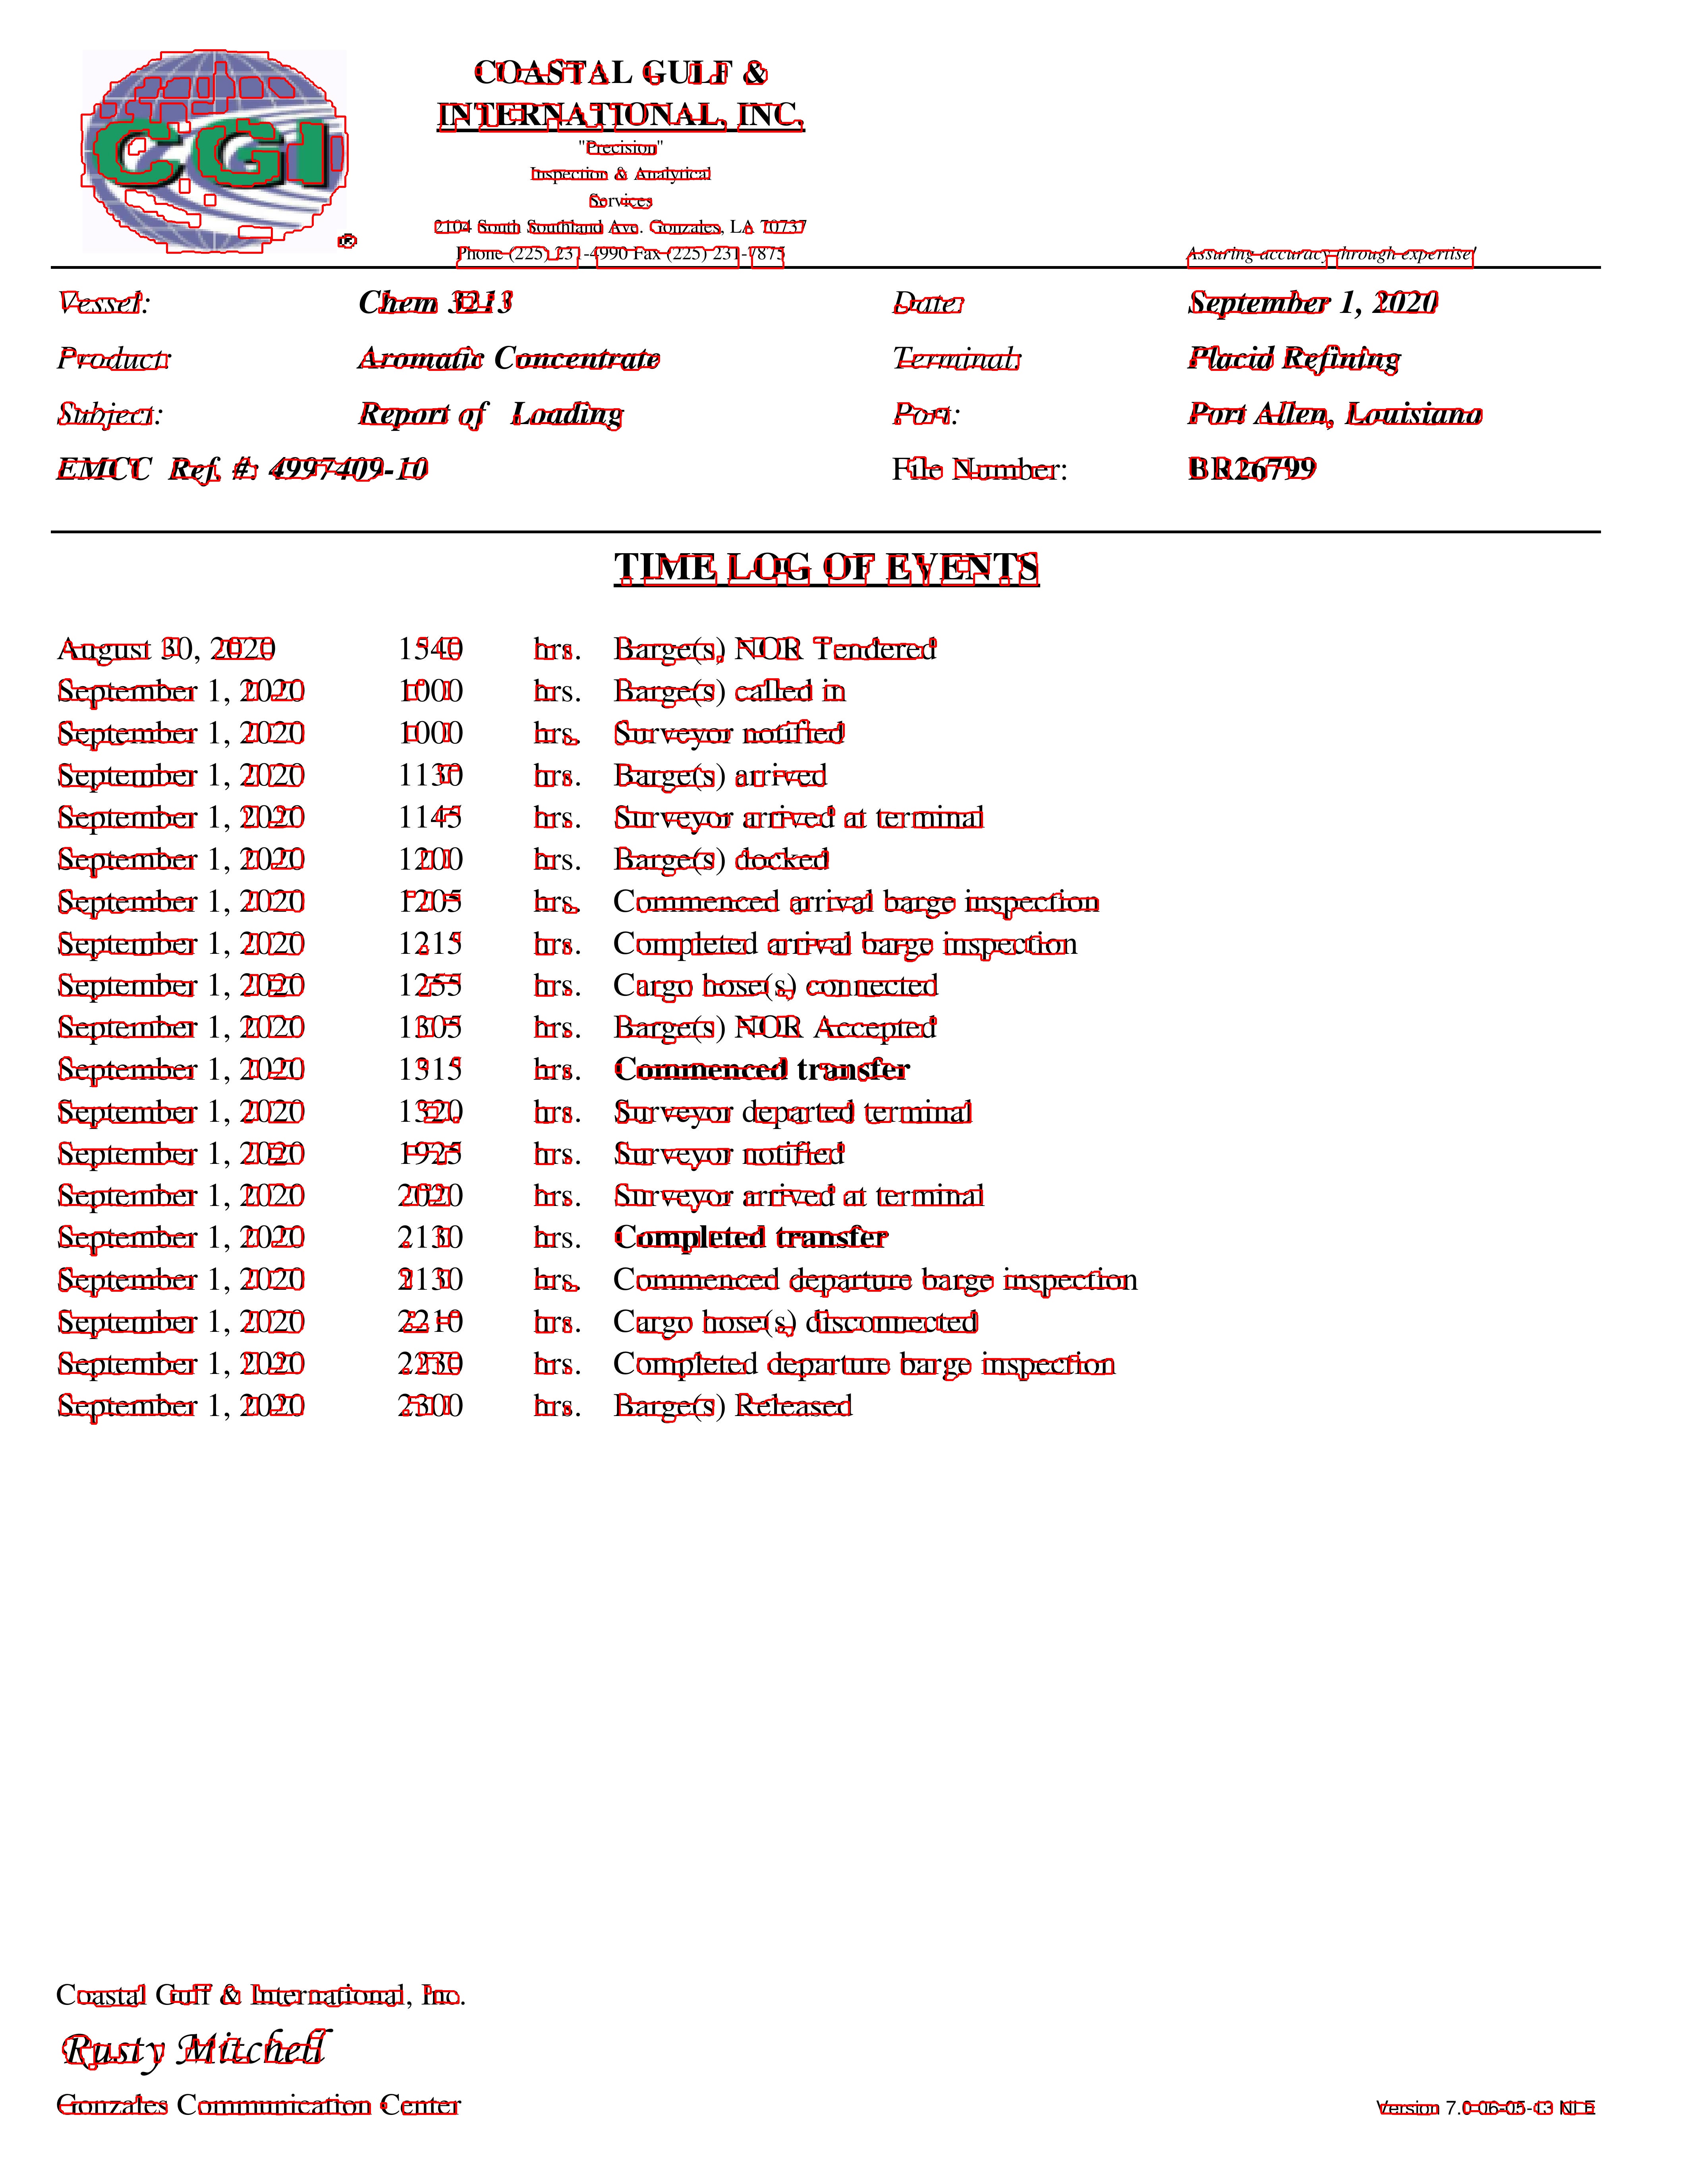 CGI
®
COASTAL GULF &
INTERNATIONAL, INC.
"Precision"
Inspection & Analytical
Services
2104 South Southland Ave. Gonzales, LA 70737
Phone (225) 231-4990 Fax (225) 231-7875
Assuring accuracy through expertise!
Vessel: Chem 3213 Date: September 1, 2020
Product: Aromatic Concentrate Terminal: Placid Refining
Subject: Report of Loading Port: Port Allen, Louisiana
EMCC Ref. #: 4997409-10 File Number: BR26799
TIME LOG OF EVENTS
August 30, 2020 1540 hrs. Barge(s) NOR Tendered
September 1, 2020 1000 hrs. Barge(s) called in
September 1, 2020 1000 hrs. Surveyor notified
September 1, 2020 1130 hrs. Barge(s) arrived
September 1, 2020 1145 hrs. Surveyor arrived at terminal
September 1, 2020 1200 hrs. Barge(s) docked
September 1, 2020 1205 hrs. Commenced arrival barge inspection
September 1, 2020 1215 hrs. Completed arrival barge inspection
September 1, 2020 1255 hrs. Cargo hose(s) connected
September 1, 2020 1305 hrs. Barge(s) NOR Accepted
September 1, 2020 1315 hrs. Commenced transfer
September 1, 2020 1320 hrs. Surveyor departed terminal
September 1, 2020 1925 hrs. Surveyor notified
September 1, 2020 2020 hrs. Surveyor arrived at terminal
September 1, 2020 2130 hrs. Completed transfer
September 1, 2020 2130 hrs. Commenced departure barge inspection
September 1, 2020 2210 hrs. Cargo hose(s) disconnected
September 1, 2020 2230 hrs. Completed departure barge inspection
September 1, 2020 2300 hrs. Barge(s) Released
Coastal Gulf & International, Inc.
Rusty Mitchell
Gonzales Communication Center
Version 7.0 06-05-13 NLE